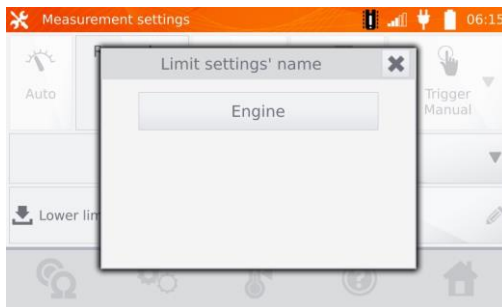 Measurement settings 06:15
Limit settings' name
Auto
Engine
Trigger
Manual
Lower lim